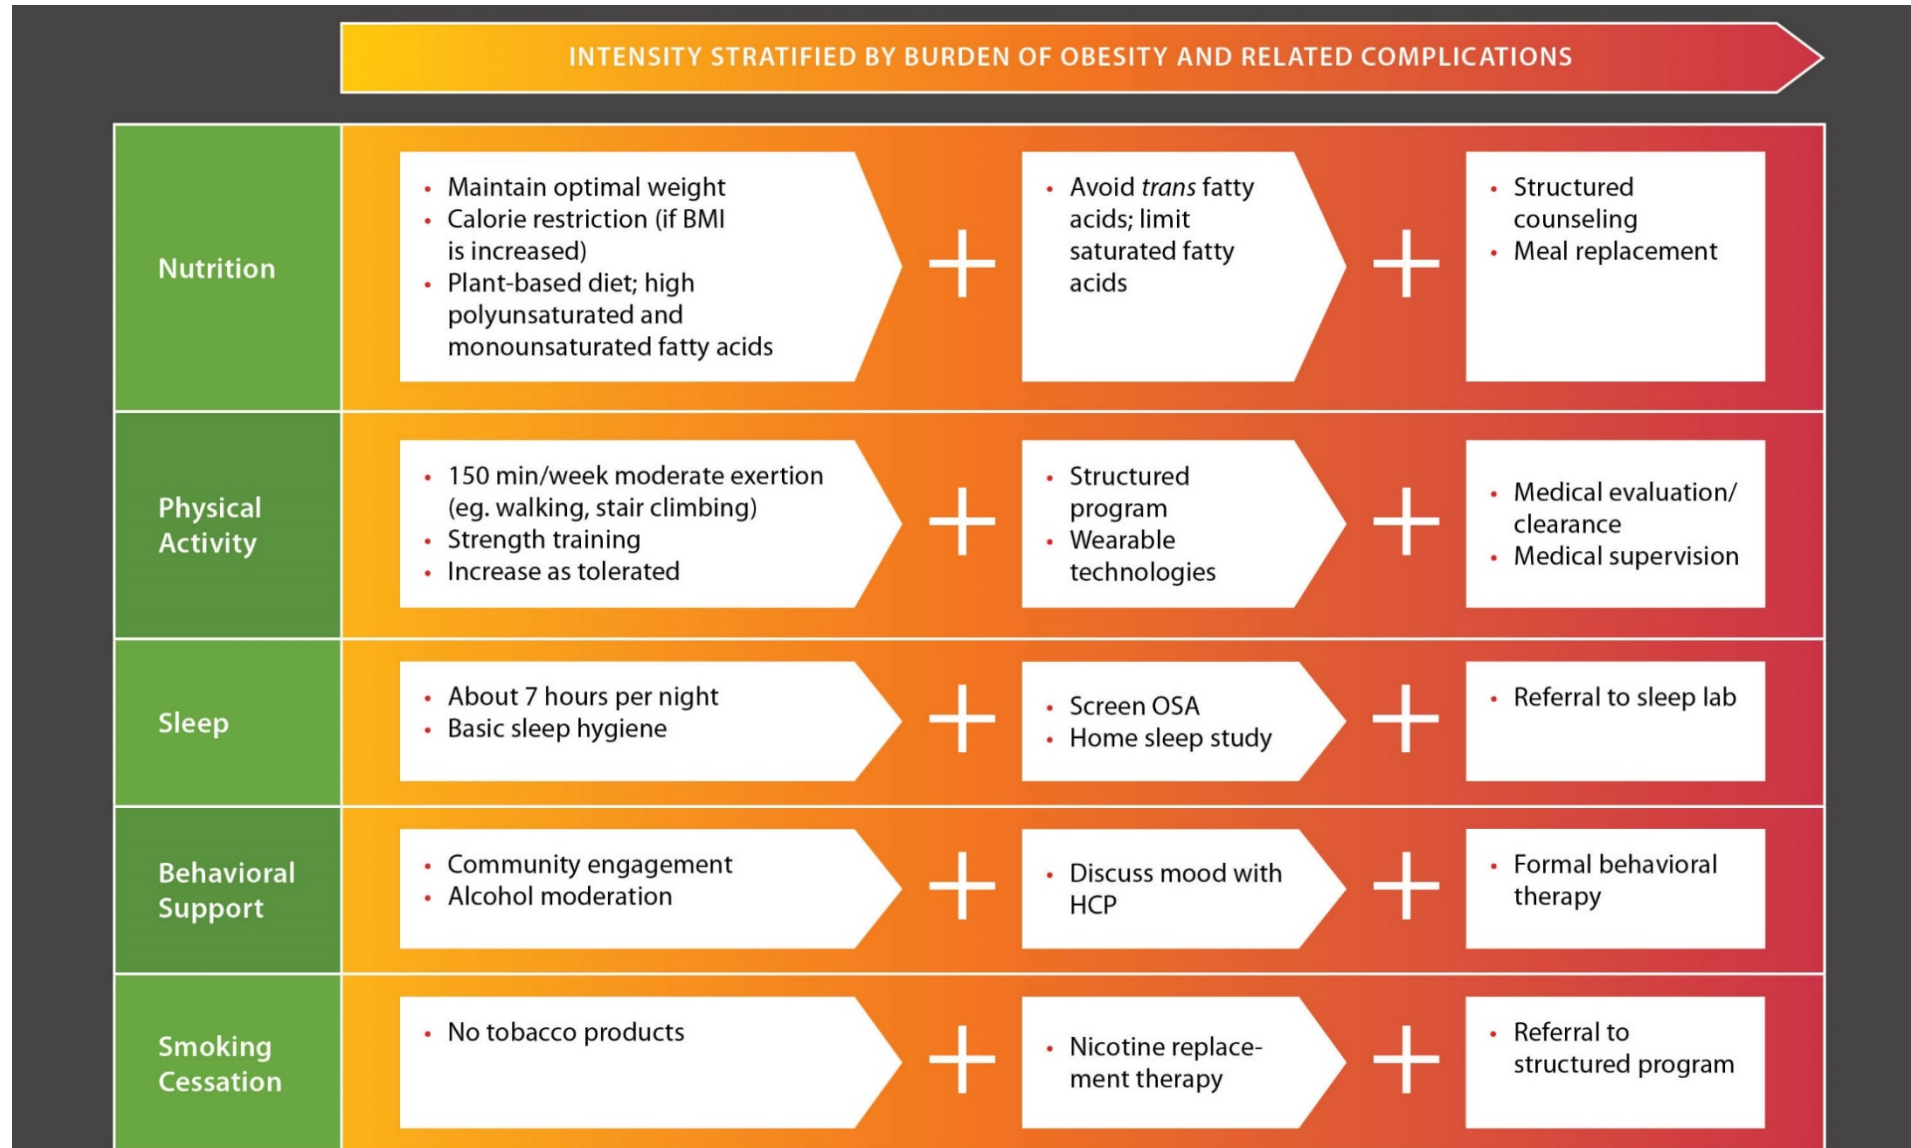 INTENSITY STRATIFIED BY BURDEN OF OBESITY AND RELATED COMPLICATIONS
Nutrition
• Maintain optimal weight
• Calorie restriction (if BMI
is increased)
• Plant-based diet; high
polyunsaturated and
monounsaturated fatty acids
+
• Avoid trans fatty
acids; limit
saturated fatty
acids
+
• Structured
counseling
• Meal replacement
Physical
Activity
• 150 min/week moderate exertion
(eg. walking, stair climbing)
• Strength training
• Increase as tolerated
+
• Structured
program
• Wearable
technologies
+
• Medical evaluation/
clearance
• Medical supervision
Sleep
• About 7 hours per night
• Basic sleep hygiene
+
• Screen OSA
• Home sleep study
+
• Referral to sleep lab
Behavioral
Support
• Community engagement
• Alcohol moderation
+
• Discuss mood with
HCP
+
• Formal behavioral
therapy
Smoking
Cessation
• No tobacco products
+
• Nicotine replace-
ment therapy
+
• Referral to
structured program